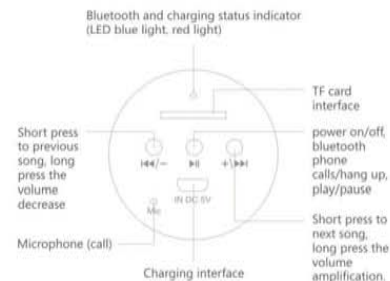 Bluetooth and charging status indicator
(LED blue light. red light)
TF card
interface
Short press
to previous
song, long
press the
volume
decrease
power on/off,
bluetooth
phone
calls/hang up,
play/pause
IN DC 5V
Mic
Microphone (call)
Short press to
next song,
long press the
volume
amplification.
Charging interface